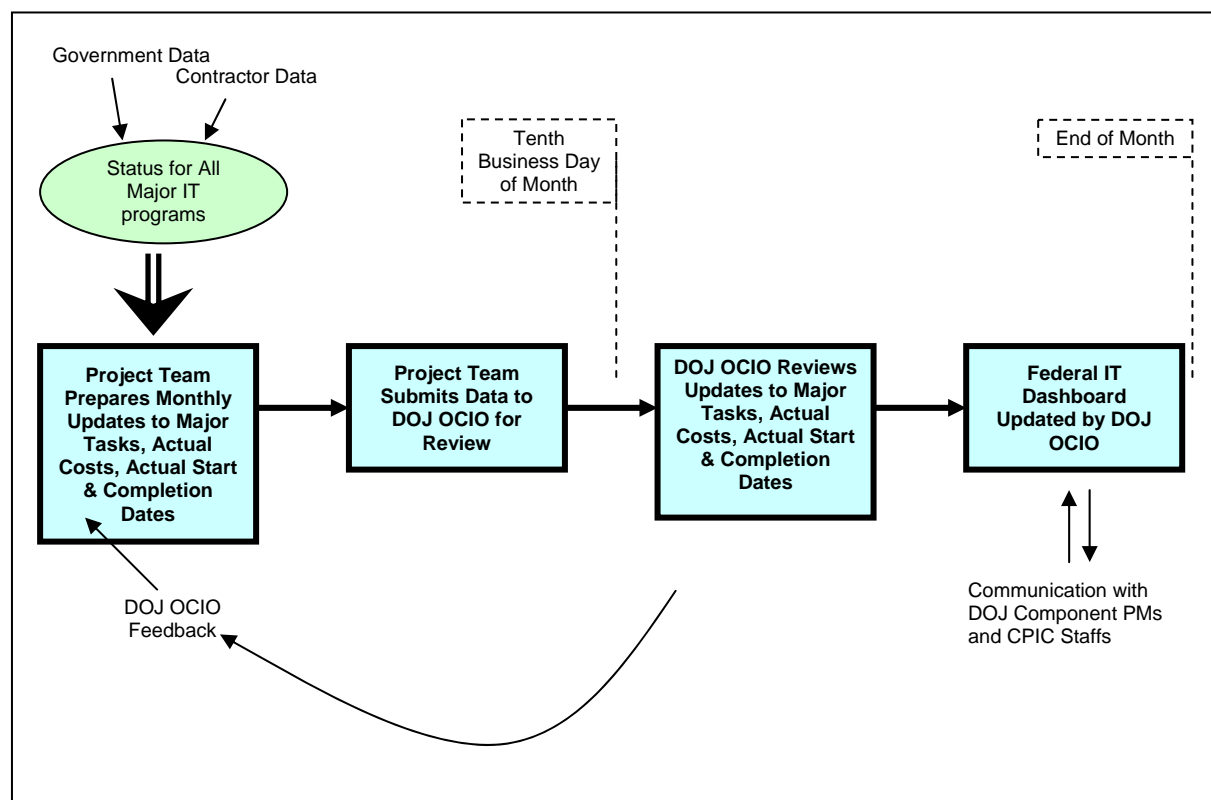 Government Data
Contractor Data
Status for All
Major IT
programs
Tenth
Business Day
of Month
End of Month
Project Team
Prepares Monthly
Updates to Major
Tasks, Actual
Costs, Actual Start
& Completion
Dates
Project Team
Submits Data to
DOJ OCIO for
Review
DOJ OCIO Reviews
Updates to Major
Tasks, Actual
Costs, Actual Start
& Completion
Dates
Federal IT
Dashboard
Updated by DOJ
OCIO
DOJ OCIO
Feedback
Communication with
DOJ Component PMs
and CPIC Staffs